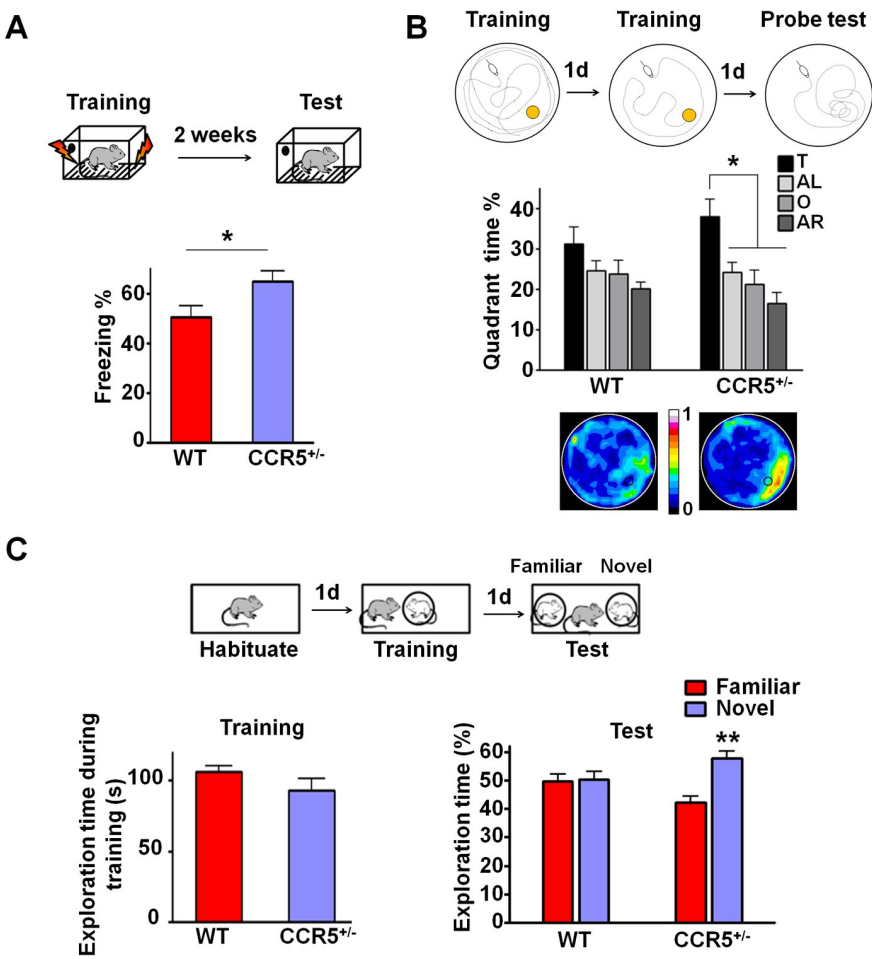 A
Training
2 weeks
Test
*
Freezing %
60
40
20
0
WT
CCR5+/-
B
Training
1d
Training
1d
Probe test
Quadrant time %
40
30
20
10
0
*
T
AL
O
AR
WT
CCR5+/-
1
0
C
Habituate
1d
Training
1d
Familiar Novel
Test
Training
Exploration time during
training (s)
100
50
0
WT
CCR5+/-
Familiar
Novel
Test
Exploration time (%)
60
50
40
30
20
10
0
**
WT
CCR5+/-